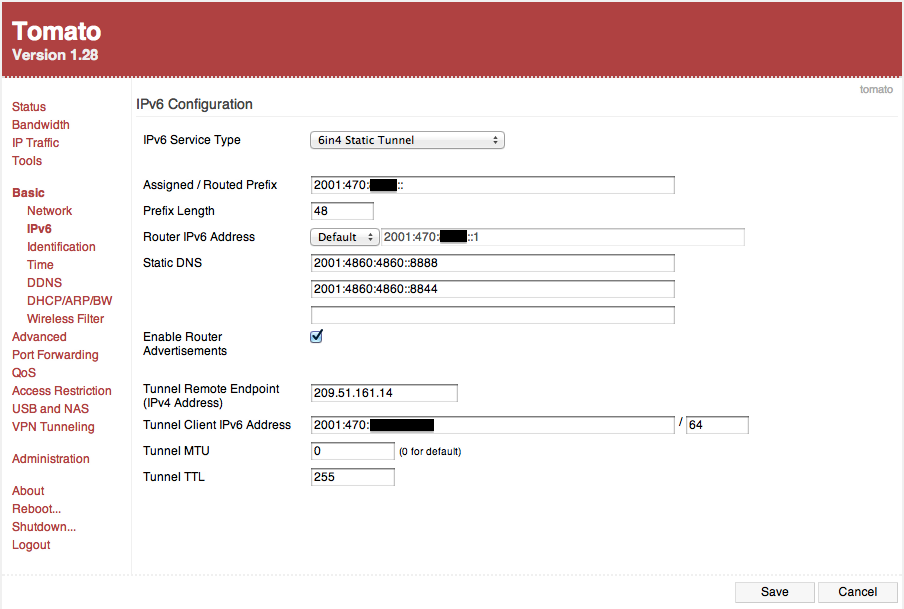 Tomato
Version 1.28
tomato
Status
Bandwidth
IP Traffic
Tools
Basic
Network
IPv6
Identification
Time
DDNS
DHCP/ARP/BW
Wireless Filter
Advanced
Port Forwarding
QoS
Access Restriction
USB and NAS
VPN Tunneling
Administration
About
Reboot...
Shutdown...
Logout
IPv6 Configuration
IPv6 Service Type 6in4 Static Tunnel
Assigned / Routed Prefix 2001:470: ::
Prefix Length 48
Router IPv6 Address Default 2001:470: ::1
Static DNS 2001:4860:4860::8888
2001:4860:4860::8844
Enable Router
Advertisements
Tunnel Remote Endpoint
(IPv4 Address) 209.51.161.14
Tunnel Client IPv6 Address 2001:470: / 64
Tunnel MTU 0 (0 for default)
Tunnel TTL 255
Save Cancel